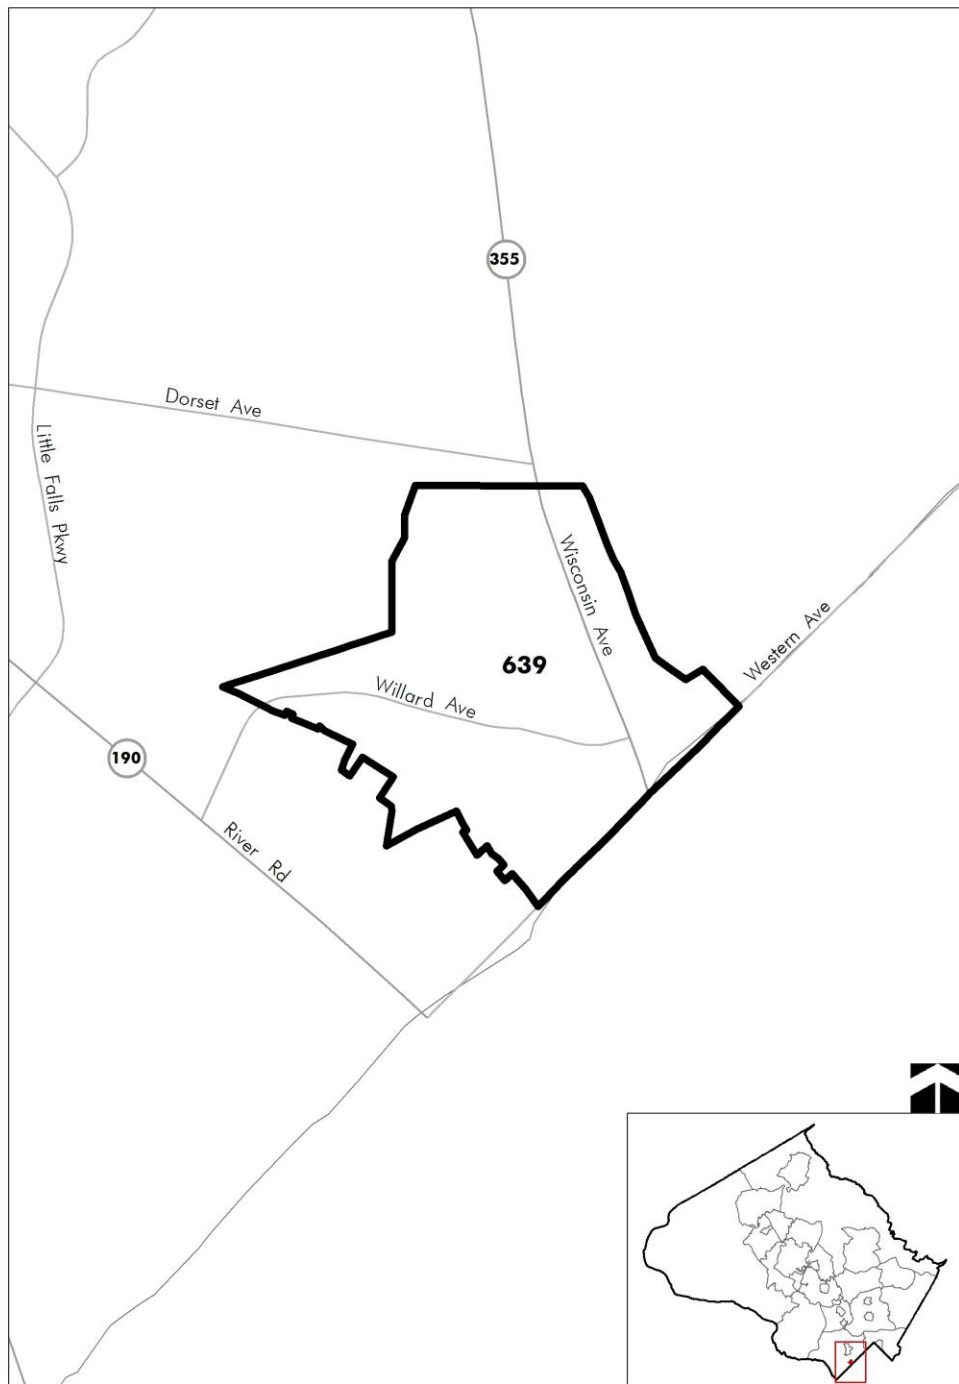 355
Dorset Ave
Little Falls Pkwy
Wisconsin Ave
Western Ave
639
Willard Ave
190
River Rd